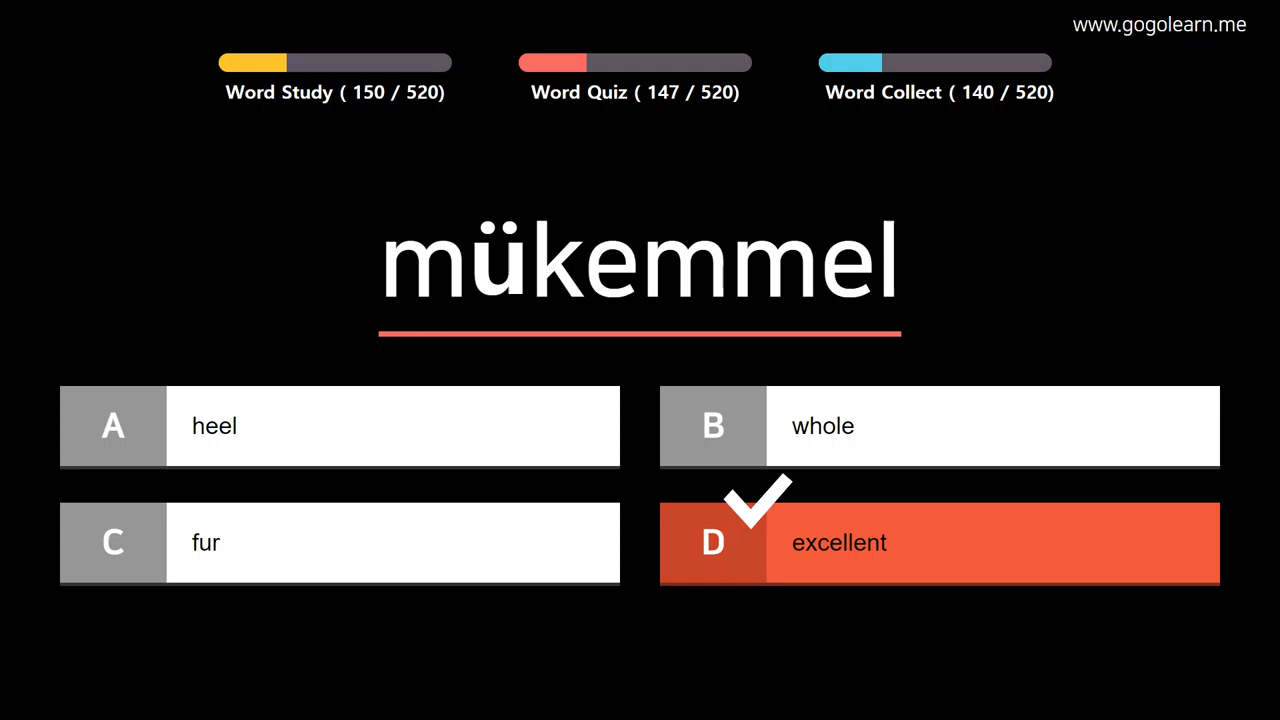 www.gogolearn.me
Word Study ( 150 / 520)
Word Quiz ( 147 / 520)
Word Collect ( 140 / 520)
mükemmel
A heel
B whole
C fur
D excellent